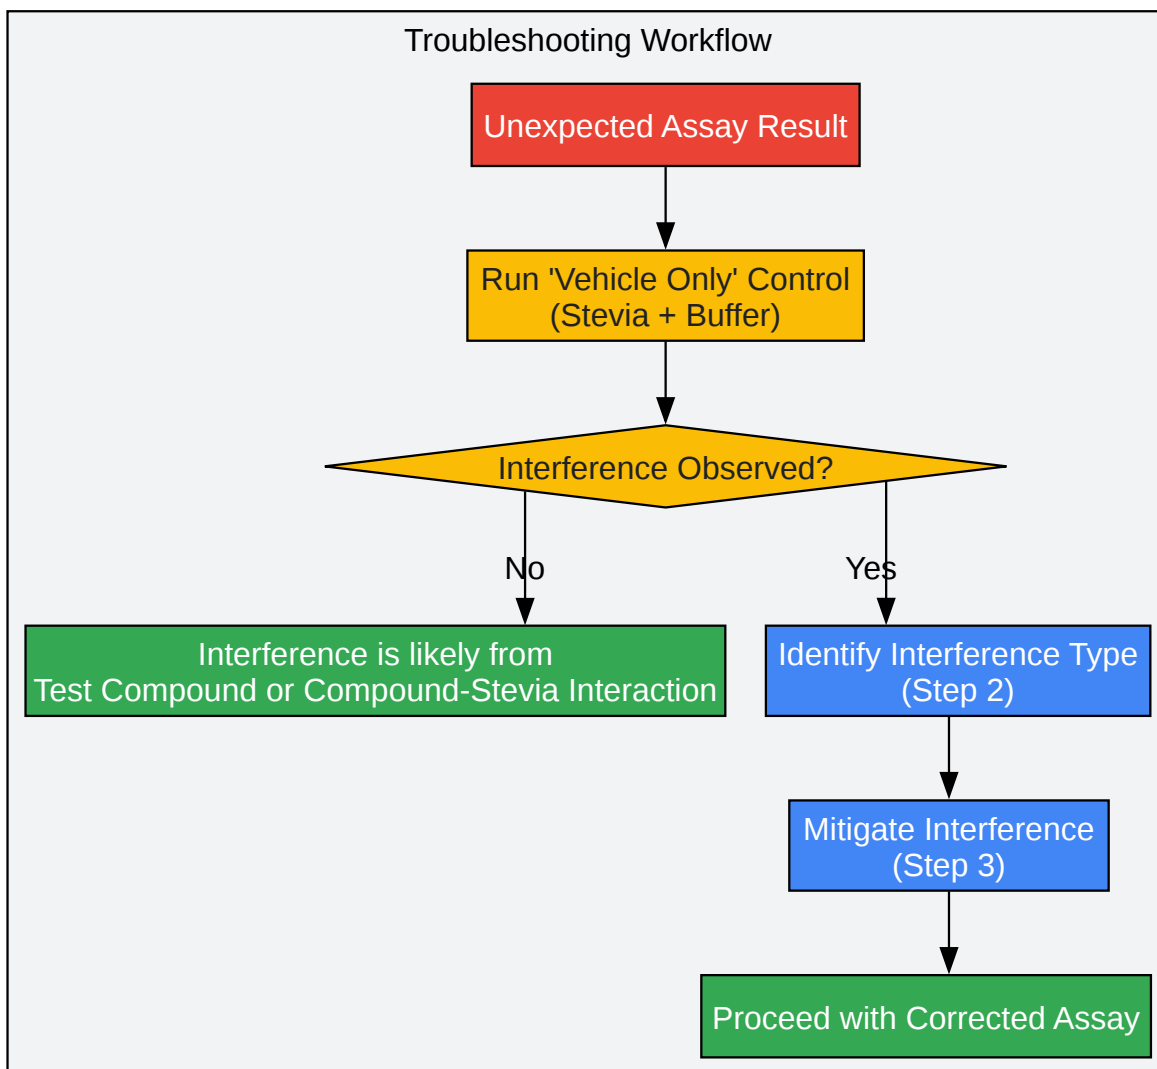 Troubleshooting Workflow
Unexpected Assay Result
Run 'Vehicle Only' Control
(Stevia + Buffer)
Interference Observed?
No
Yes
Interference is likely from
Test Compound or Compound-Stevia Interaction
Identify Interference Type
(Step 2)
Mitigate Interference
(Step 3)
Proceed with Corrected Assay